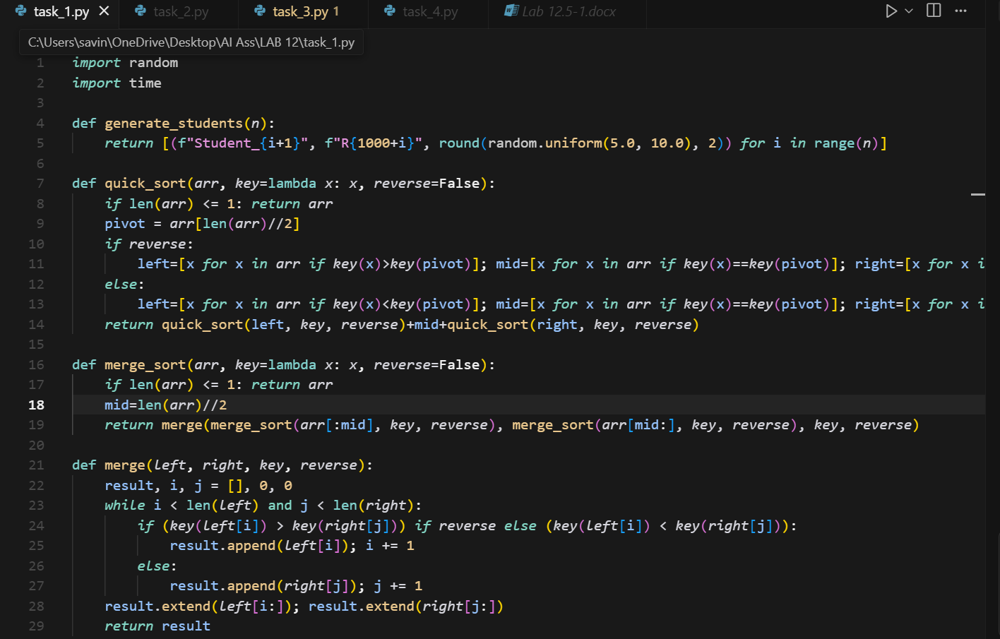 task_1.py
task_2.py
task_3.py 1
task_4.py
Lab 12.5-1.docx
C:\Users\savin\OneDrive\Desktop\AI Ass\LAB 12\task_1.py
1 import random
2 import time
3
4 def generate_students(n):
5 return [(f"Student_{i+1}", f"R{1000+i}", round(random.uniform(5.0, 10.0), 2)) for i in range(n)]
6
7 def quick_sort(arr, key=lambda x: x, reverse=False):
8 if len(arr) <= 1: return arr
9 pivot = arr[len(arr)//2]
10 if reverse:
11 left=[x for x in arr if key(x)>key(pivot)]; mid=[x for x in arr if key(x)==key(pivot)]; right=[x for x i
12 else:
13 left=[x for x in arr if key(x)<key(pivot)]; mid=[x for x in arr if key(x)==key(pivot)]; right=[x for x i
14 return quick_sort(left, key, reverse)+mid+quick_sort(right, key, reverse)
15
16 def merge_sort(arr, key=lambda x: x, reverse=False):
17 if len(arr) <= 1: return arr
18 mid=len(arr)//2
19 return merge(merge_sort(arr[:mid], key, reverse), merge_sort(arr[mid:], key, reverse), key, reverse)
20
21 def merge(left, right, key, reverse):
22 result, i, j = [], 0, 0
23 while i < len(left) and j < len(right):
24 if (key(left[i]) > key(right[j])) if reverse else (key(left[i]) < key(right[j])):
25 result.append(left[i]); i += 1
26 else:
27 result.append(right[j]); j += 1
28 result.extend(left[i:]); result.extend(right[j:])
29 return result